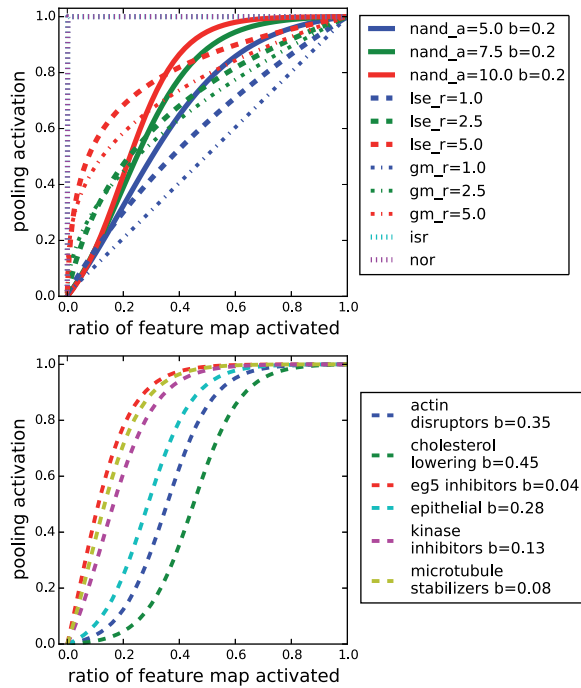 1.0
0.8
0.6
0.4
0.2
0.0
pooling activation
0.0 0.2 0.4 0.6 0.8 1.0
ratio of feature map activated
nand_a=5.0 b=0.2
nand_a=7.5 b=0.2
nand_a=10.0 b=0.2
lse_r=1.0
lse_r=2.5
lse_r=5.0
gm_r=1.0
gm_r=2.5
gm_r=5.0
isr
nor
1.0
0.8
0.6
0.4
0.2
0.0
pooling activation
0.0 0.2 0.4 0.6 0.8 1.0
ratio of feature map activated
actin
disruptors b=0.35
cholesterol
lowering b=0.45
eg5 inhibitors b=0.04
epithelial b=0.28
kinase
inhibitors b=0.13
microtubule
stabilizers b=0.08